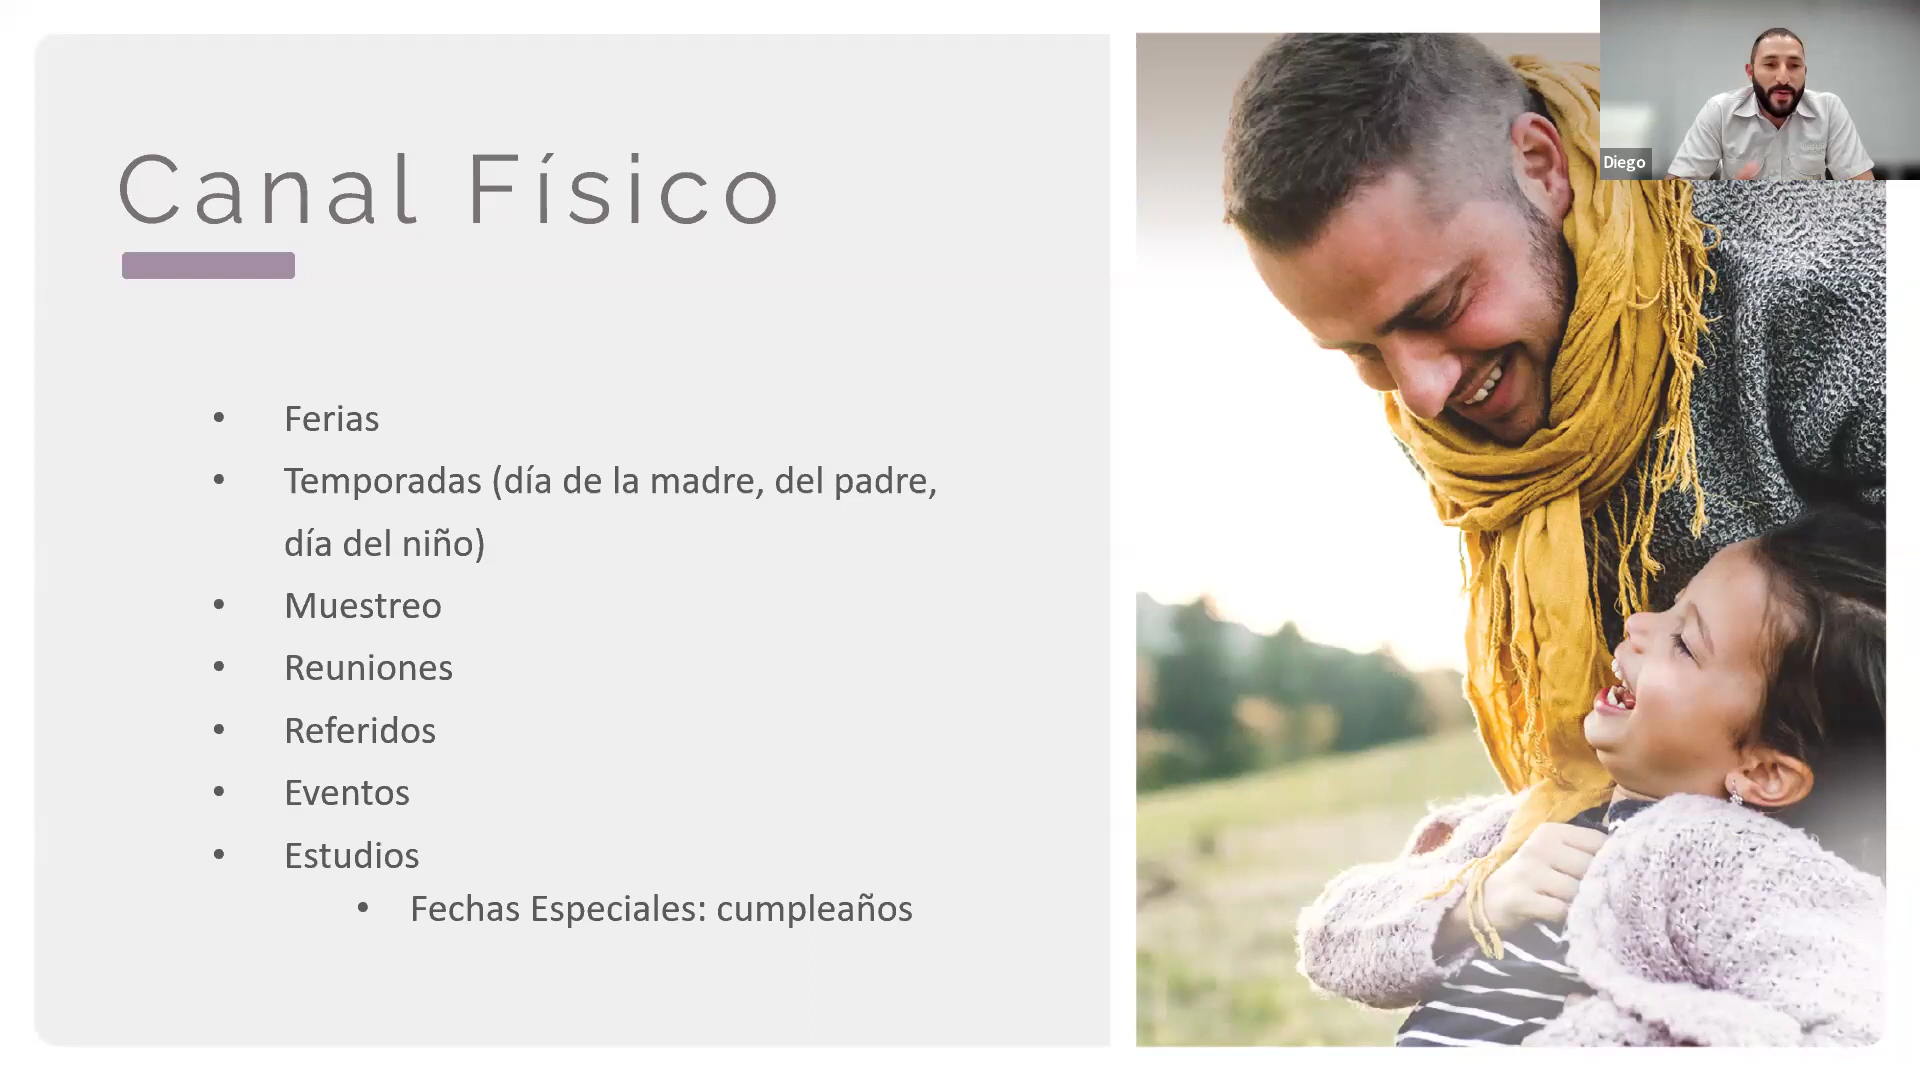 Canal Físico
• Ferias
• Temporadas (día de la madre, del padre,
día del niño)
• Muestreo
• Reuniones
• Referidos
• Eventos
• Estudios
• Fechas Especiales: cumpleaños
Diego